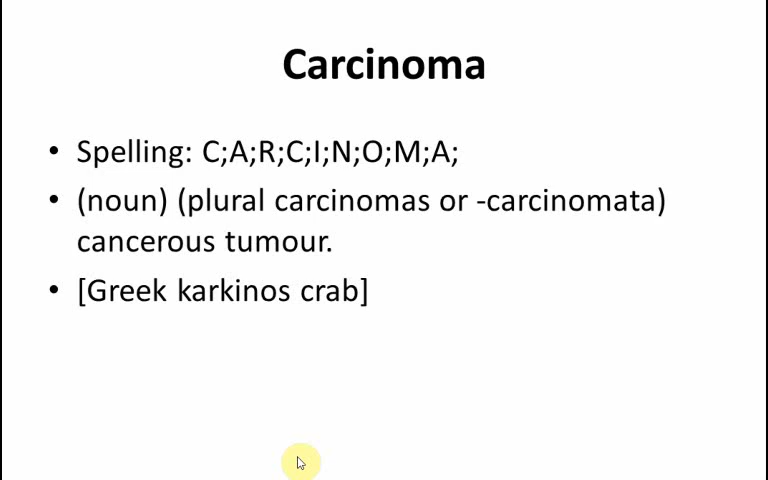 Carcinoma
• Spelling: C;A;R;C;I;N;O;M;A;
• (noun) (plural carcinomas or -carcinomata)
cancerous tumour.
• [Greek karkinos crab]